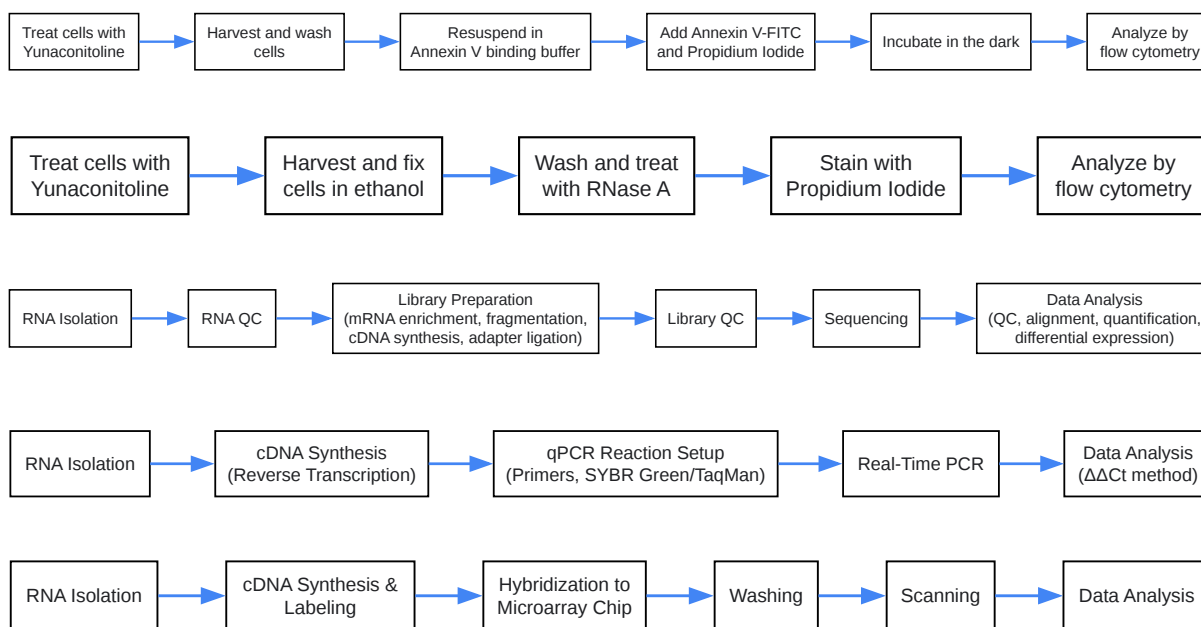 Treat cells with
Yunaconitoline
Harvest and wash
cells
Resuspend in
Annexin V binding buffer
Add Annexin V-FITC
and Propidium Iodide
Incubate in the dark
Analyze by
flow cytometry
Treat cells with
Yunaconitoline
Harvest and fix
cells in ethanol
Wash and treat
with RNase A
Stain with
Propidium Iodide
Analyze by
flow cytometry
RNA Isolation
RNA QC
Library Preparation
(mRNA enrichment, fragmentation,
cDNA synthesis, adapter ligation)
Library QC
Sequencing
Data Analysis
(QC, alignment, quantification,
differential expression)
RNA Isolation
cDNA Synthesis
(Reverse Transcription)
qPCR Reaction Setup
(Primers, SYBR Green/TaqMan)
Real-Time PCR
Data Analysis
(ΔΔCt method)
RNA Isolation
cDNA Synthesis &
Labeling
Hybridization to
Microarray Chip
Washing
Scanning
Data Analysis